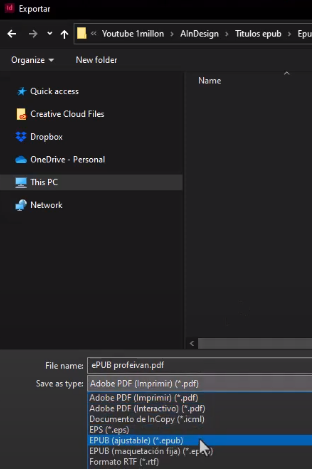 Exportar
« Youtube 1millon > AInDesign > Titulos epub > Epu
Organize New folder
Name
Quick access
Creative Cloud Files
Dropbox
OneDrive - Personal
This PC
Network
File name: ePUB profeivan.pdf
Save as type: Adobe PDF (Imprimir) (*.pdf)
Adobe PDF (Imprimir) (*.pdf)
Adobe PDF (Interactivo) (*.pdf)
Documento de InCopy (*.icml)
EPS (*.eps)
EPUB (ajustable) (*.epub)
EPUB (maquetación fija) (*.epub)
Formato RTF (*.rtf)